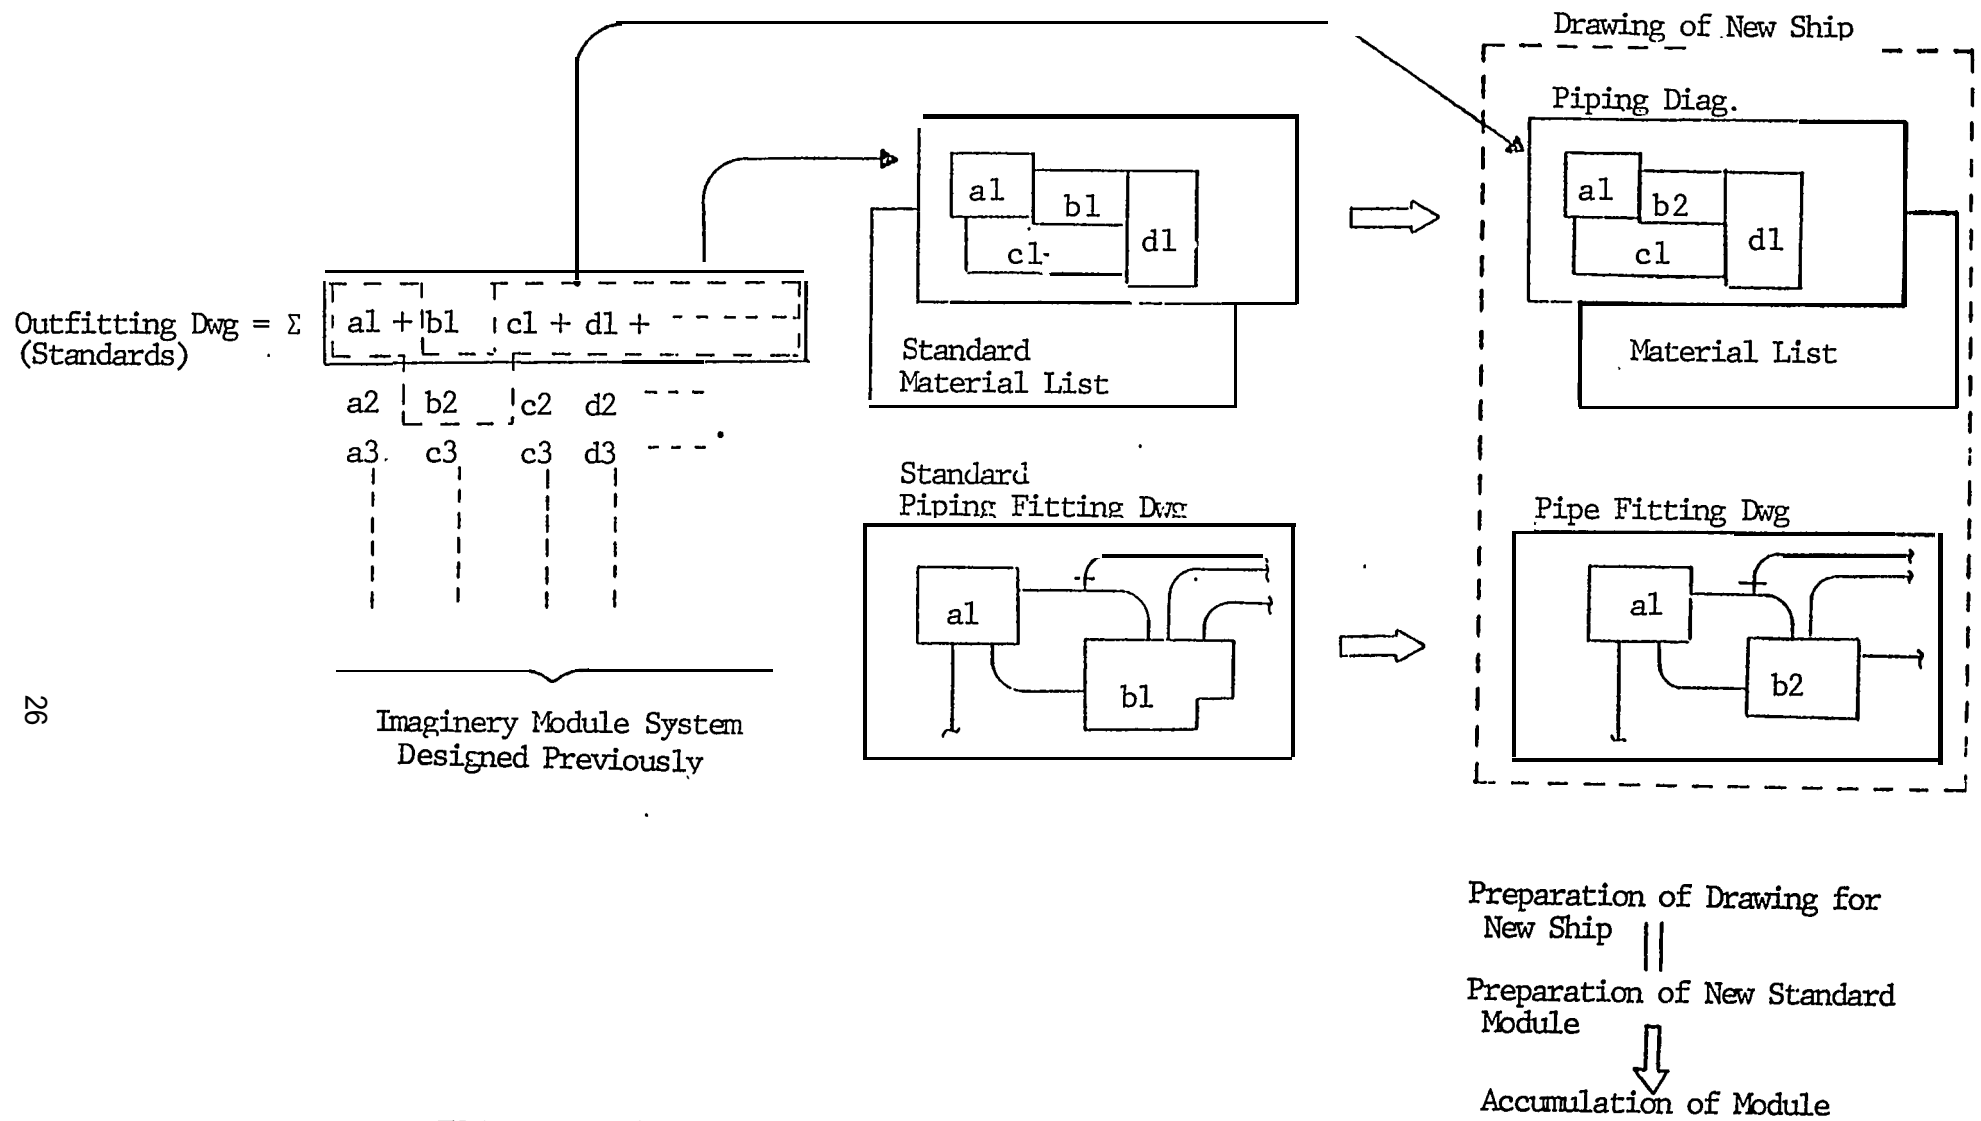 Drawing of New Ship
Piping Diag.
a1
b1
c1
d1
a1
b2
c1
d1
Outfitting Dwg = Σ
(Standards)
a1 + b1 c1 + d1 +
a2 b2 c2 d2
a3 c3 c3 d3
Standard
Material List
Material List
Standard
Piping Fitting Dwg
a1
b1
Pipe Fitting Dwg
a1
b2
Imaginery Module System
Designed Previously
26
Preparation of Drawing for
New Ship
Preparation of New Standard
Module
Accumulation of Module